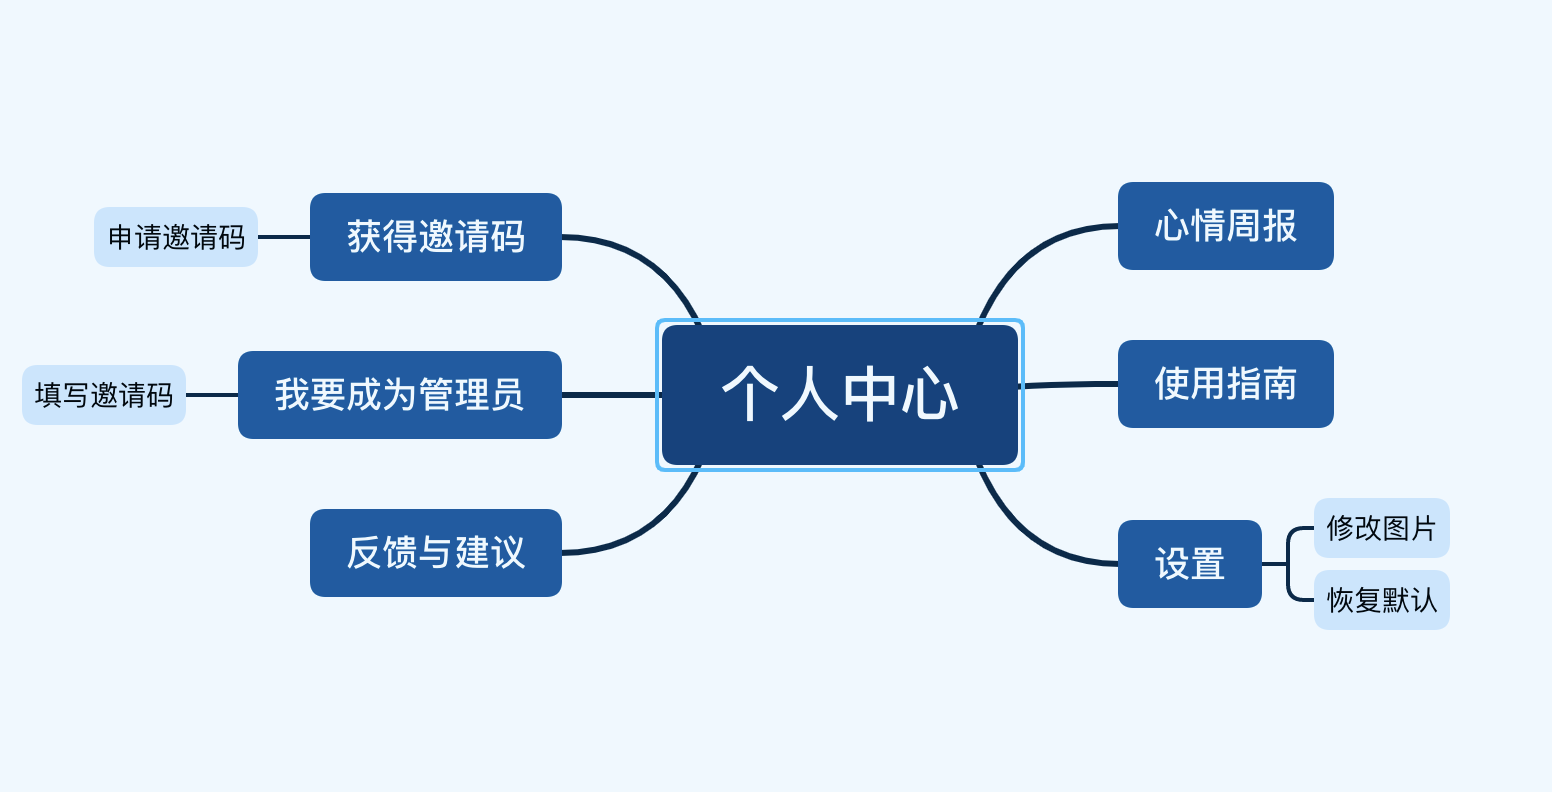 个人中心
心情周报
使用指南
设置
修改图片
恢复默认
获得邀请码
申请邀请码
我要成为管理员
填写邀请码
反馈与建议